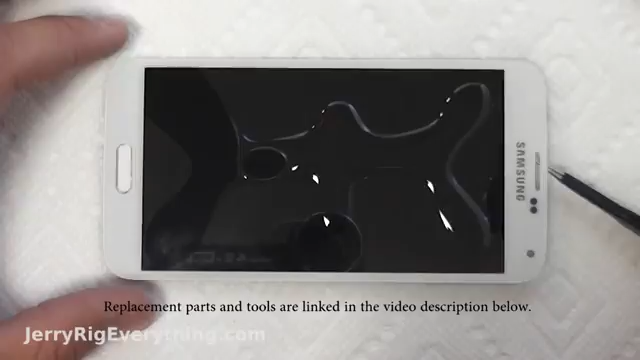 SAMSUNG
Replacement parts and tools are linked in the video description below.
JerryRigEverything.com